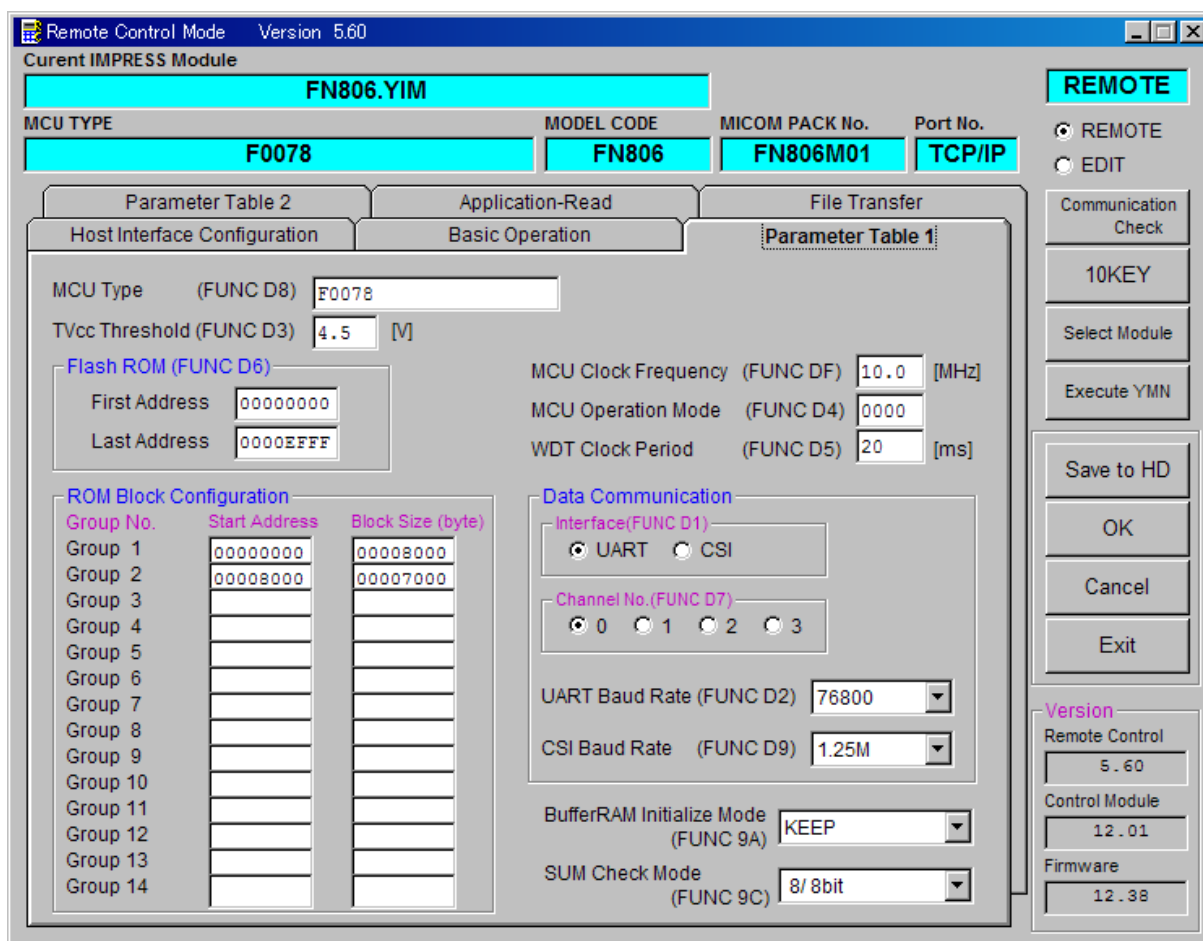 Remote Control Mode Version 5.60
Curent IMPRESS Module
FN806.YIM
MCU TYPE MODEL CODE MICOM PACK No. Port No.
F0078 FN806 FN806M01 TCP/IP
Parameter Table 2 Application-Read File Transfer
Host Interface Configuration Basic Operation Parameter Table 1
MCU Type (FUNC D8) F0078
TVcc Threshold (FUNC D3) 4.5 [V]
Flash ROM (FUNC D6)
First Address 00000000
Last Address 0000EFFF
MCU Clock Frequency (FUNC DF) 10.0 [MHz]
MCU Operation Mode (FUNC D4) 0000
WDT Clock Period (FUNC D5) 20 [ms]
ROM Block Configuration
Group No. Start Address Block Size (byte)
Group 1 00000000 00008000
Group 2 00008000 00007000
Group 3
Group 4
Group 5
Group 6
Group 7
Group 8
Group 9
Group 10
Group 11
Group 12
Group 13
Group 14
Data Communication
Interface(FUNC D1)
UART CSI
Channel No.(FUNC D7)
0 1 2 3
UART Baud Rate (FUNC D2) 76800
CSI Baud Rate (FUNC D9) 1.25M
BufferRAM Initialize Mode
(FUNC 9A) KEEP
SUM Check Mode
(FUNC 9C) 8/ 8bit
REMOTE
REMOTE
EDIT
Communication
Check
10KEY
Select Module
Execute YMN
Save to HD
OK
Cancel
Exit
Version
Remote Control
5.60
Control Module
12.01
Firmware
12.38